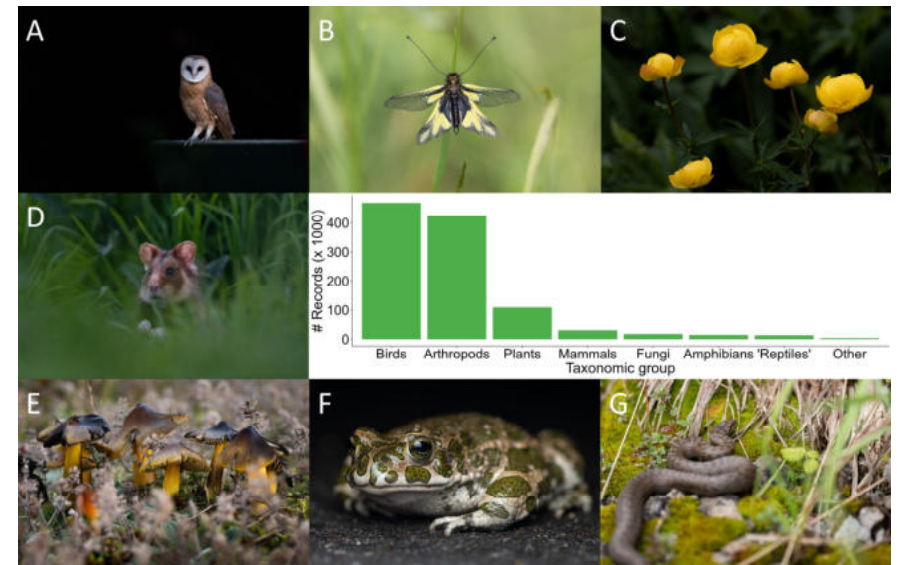 A
B
C
D
# Records (x 1000)
400
300
200
100
0
Birds Arthropods Plants Mammals Fungi Amphibians 'Reptiles' Other
Taxonomic group
E
F
G